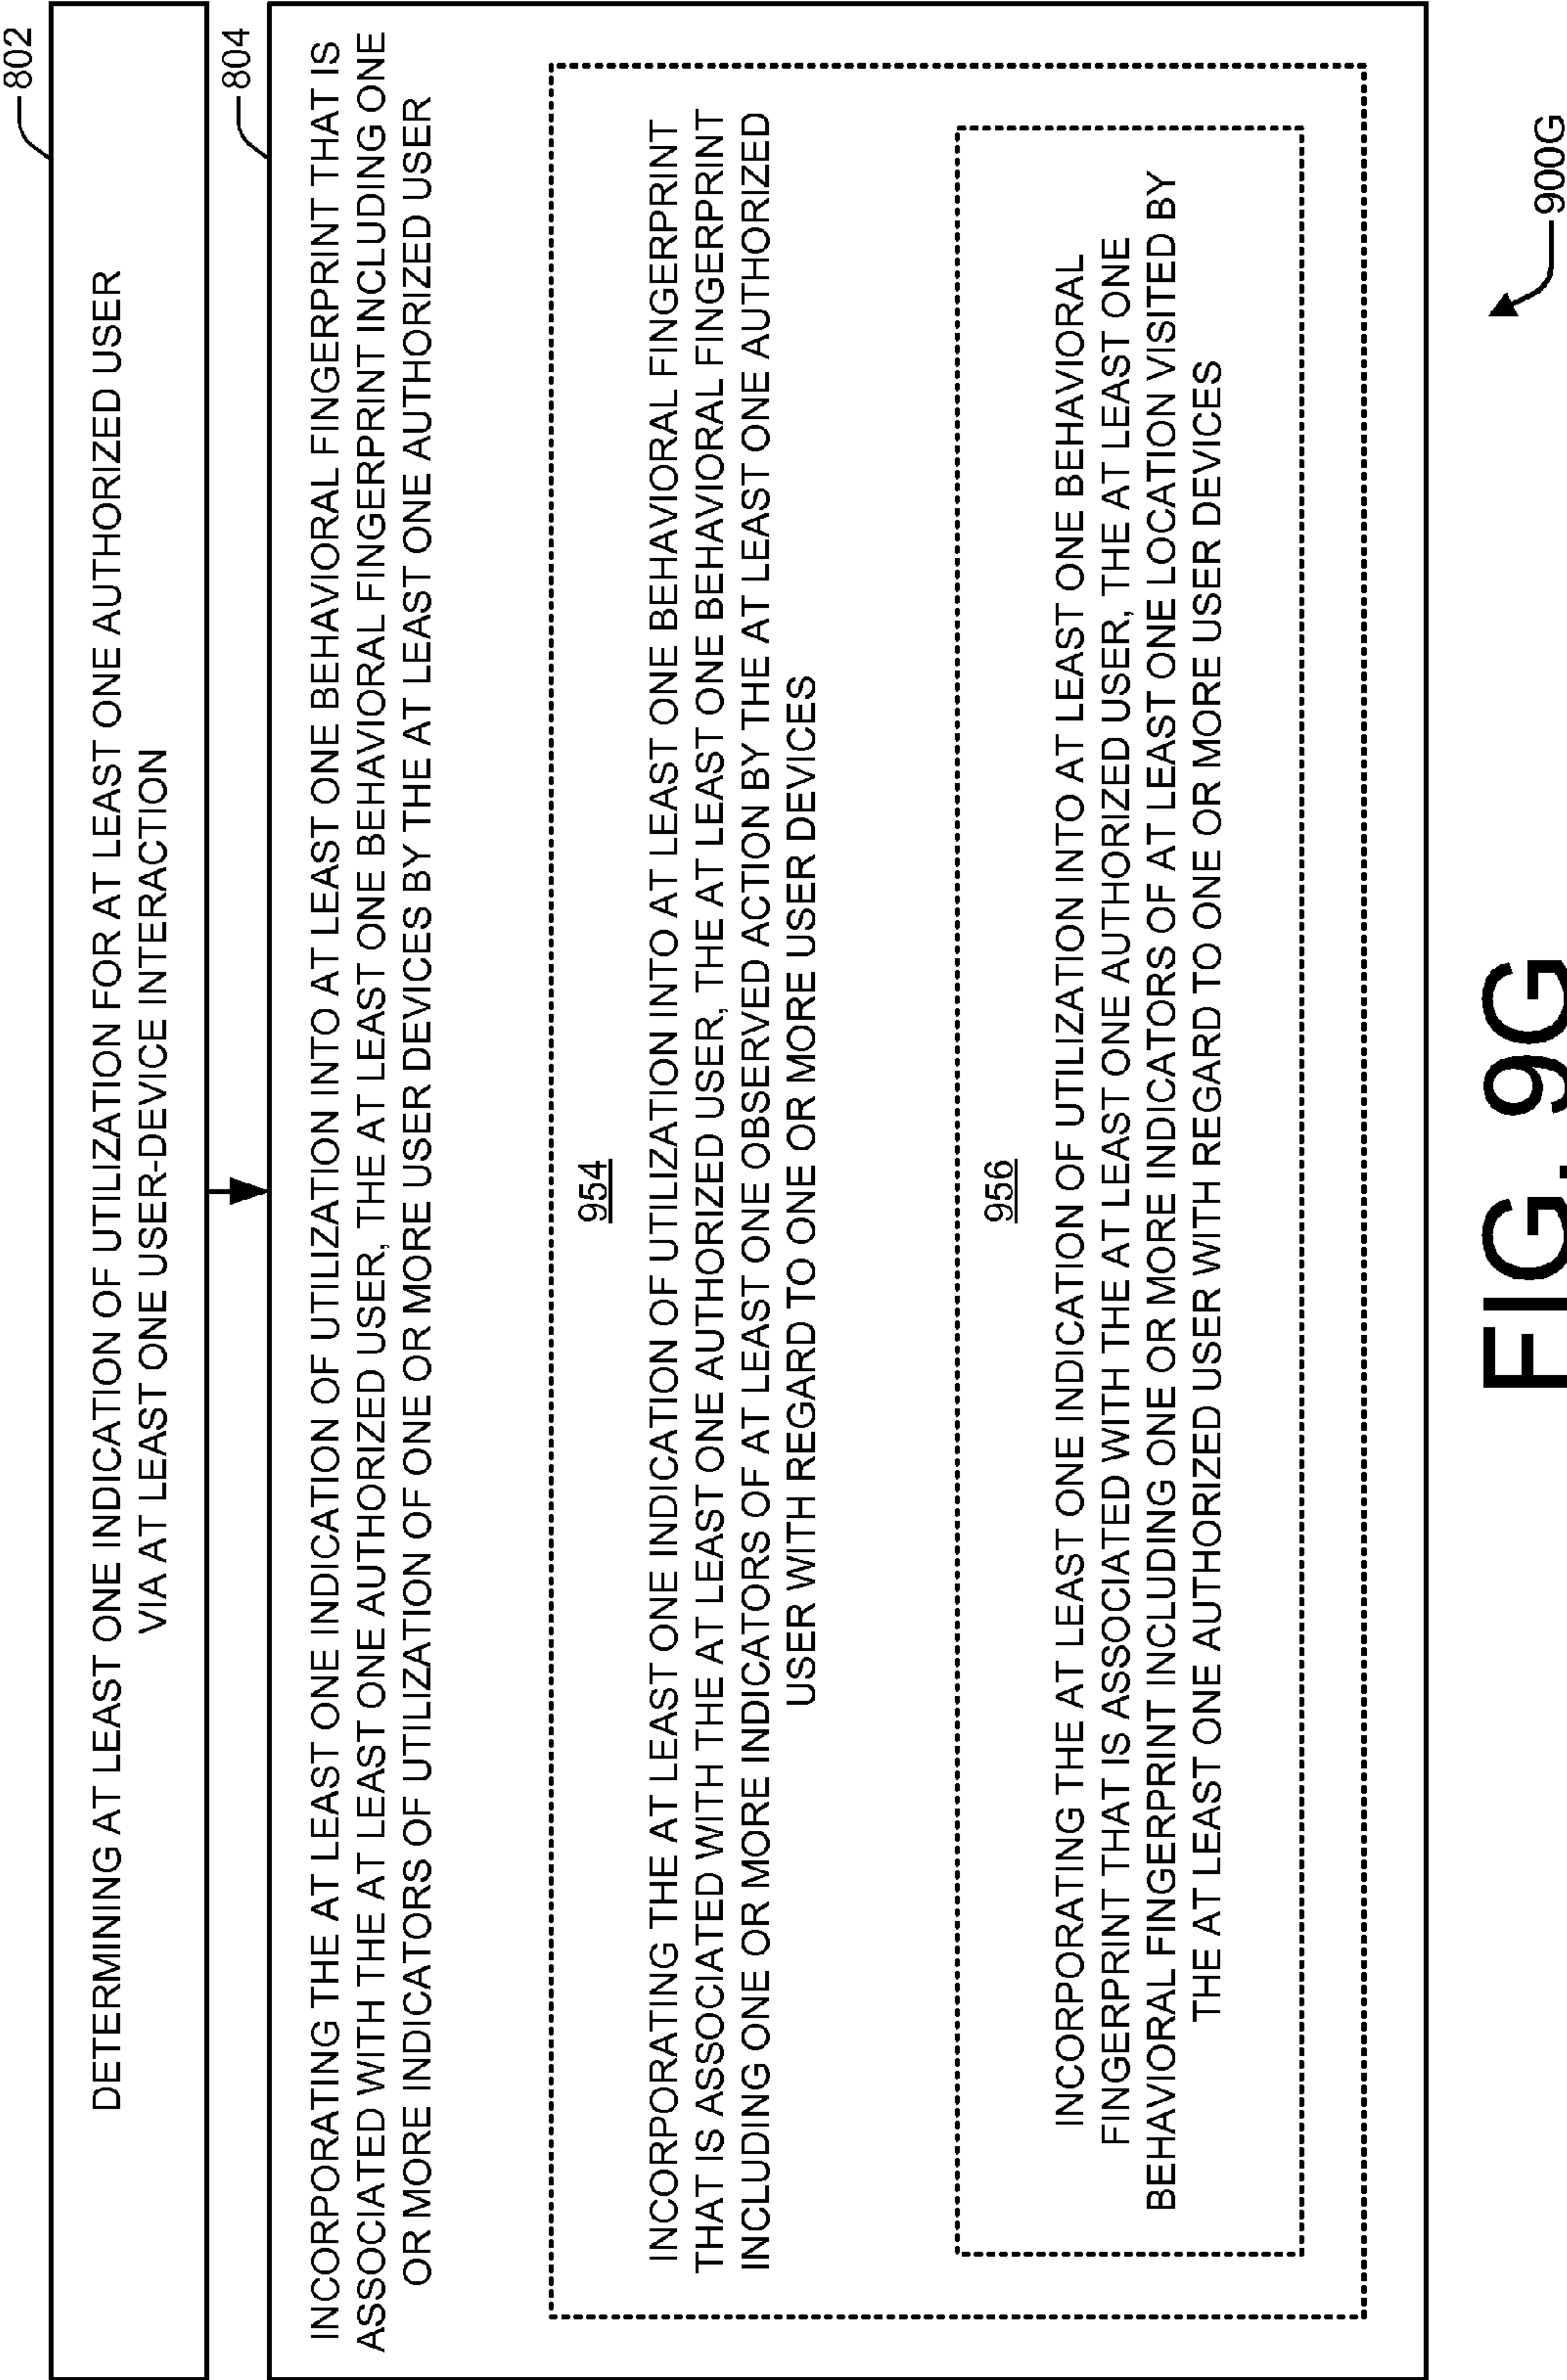 802
DETERMINING AT LEAST ONE INDICATION OF UTILIZATION FOR AT LEAST ONE AUTHORIZED USER
VIA AT LEAST ONE USER-DEVICE INTERACTION
804
INCORPORATING THE AT LEAST ONE INDICATION OF UTILIZATION INTO AT LEAST ONE BEHAVIORAL FINGERPRINT THAT IS
ASSOCIATED WITH THE AT LEAST ONE AUTHORIZED USER, THE AT LEAST ONE BEHAVIORAL FINGERPRINT INCLUDING ONE
OR MORE INDICATORS OF UTILIZATION OF ONE OR MORE USER DEVICES BY THE AT LEAST ONE AUTHORIZED USER
954
INCORPORATING THE AT LEAST ONE INDICATION OF UTILIZATION INTO AT LEAST ONE BEHAVIORAL FINGERPRINT
THAT IS ASSOCIATED WITH THE AT LEAST ONE AUTHORIZED USER, THE AT LEAST ONE BEHAVIORAL FINGERPRINT
INCLUDING ONE OR MORE INDICATORS OF AT LEAST ONE OBSERVED ACTION BY THE AT LEAST ONE AUTHORIZED
USER WITH REGARD TO ONE OR MORE USER DEVICES
956
INCORPORATING THE AT LEAST ONE INDICATION OF UTILIZATION INTO AT LEAST ONE BEHAVIORAL
FINGERPRINT THAT IS ASSOCIATED WITH THE AT LEAST ONE AUTHORIZED USER, THE AT LEAST ONE
BEHAVIORAL FINGERPRINT INCLUDING ONE OR MORE INDICATORS OF AT LEAST ONE LOCATION VISITED BY
THE AT LEAST ONE AUTHORIZED USER WITH REGARD TO ONE OR MORE USER DEVICES
900G
FIG. 9G